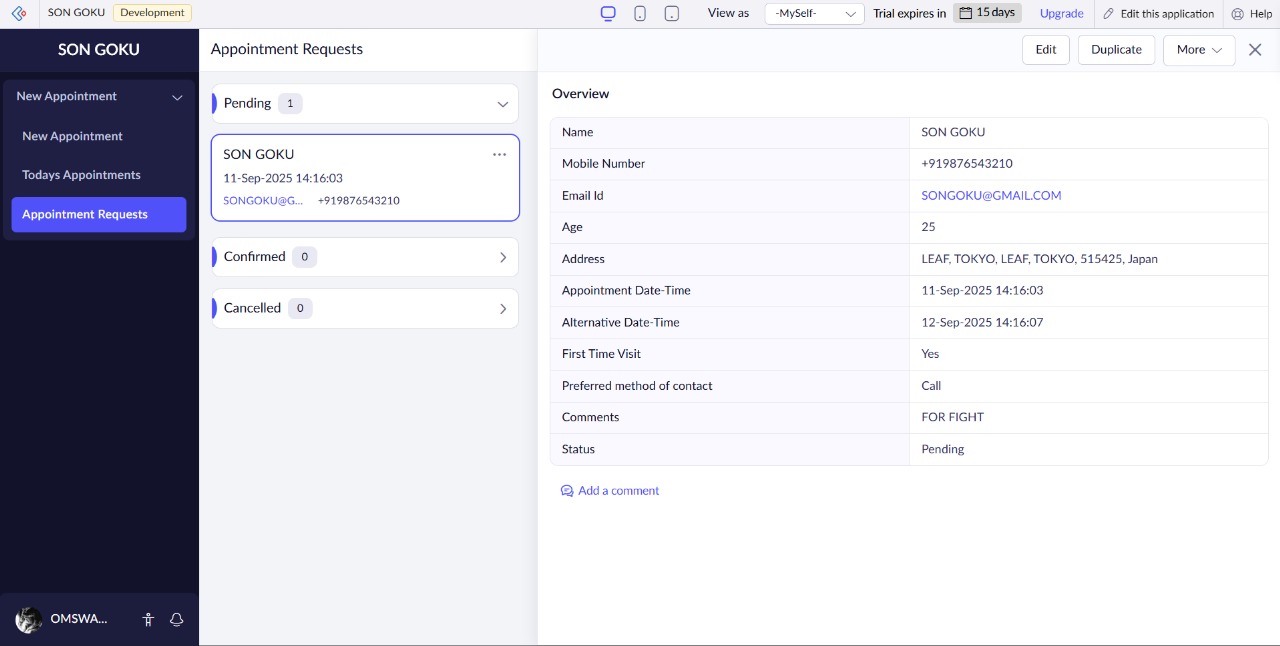 SON GOKU Development View as -MySelf- Trial expires in 15 days Upgrade Edit this application Help
SON GOKU
New Appointment
New Appointment
Todays Appointments
Appointment Requests
OMSWA...
Appointment Requests
Pending 1
SON GOKU
11-Sep-2025 14:16:03
SONGOKU@G... +919876543210
Confirmed 0
Cancelled 0
Edit Duplicate More
Overview
Name SON GOKU
Mobile Number +919876543210
Email Id SONGOKU@GMAIL.COM
Age 25
Address LEAF, TOKYO, LEAF, TOKYO, 515425, Japan
Appointment Date-Time 11-Sep-2025 14:16:03
Alternative Date-Time 12-Sep-2025 14:16:07
First Time Visit Yes
Preferred method of contact Call
Comments FOR FIGHT
Status Pending
Add a comment